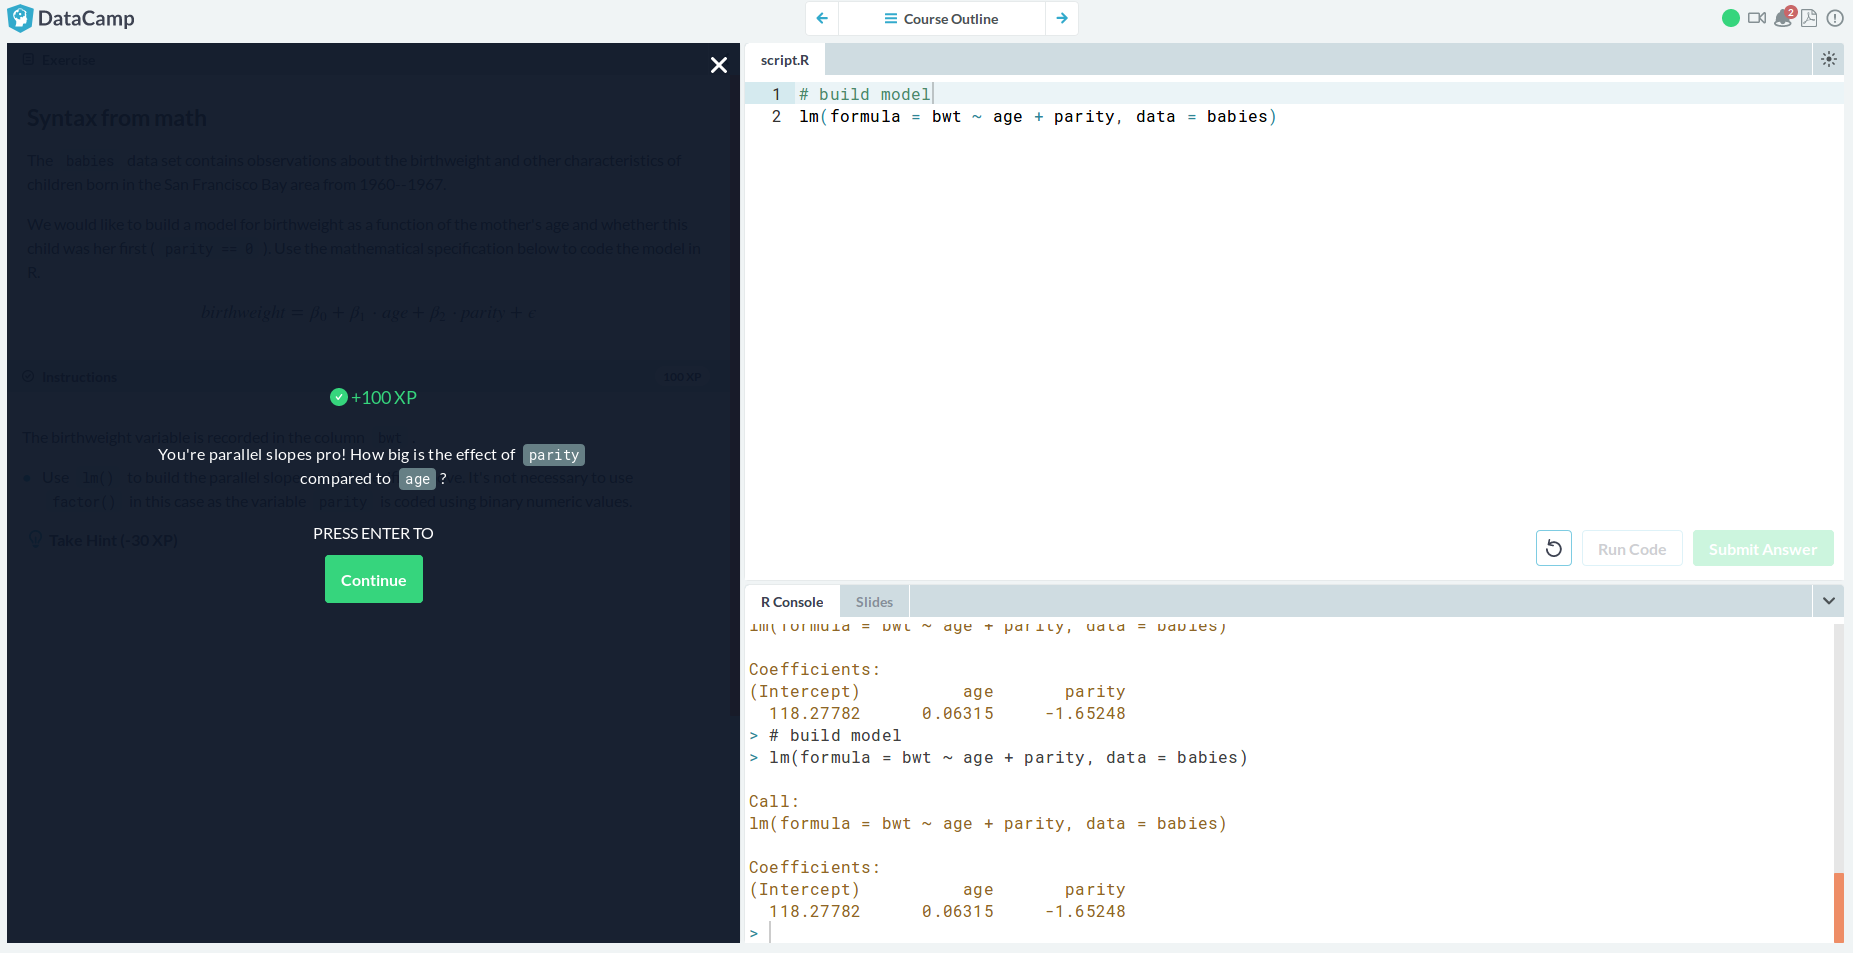 DataCamp
Course Outline
2
Exercise
Syntax from math
The babies data set contains observations about the birthweight and other characteristics of
children born in the San Francisco Bay area from 1960--1967.
We would like to build a model for birthweight as a function of the mother's age and whether this
child was her first ( parity == 0 ). Use the mathematical specification below to code the model in
R.
birthweight = β0 + β1 · age + β2 · parity + ϵ
Instructions
100 XP
+100 XP
The birthweight variable is recorded in the column bwt .
You're parallel slopes pro! How big is the effect of parity
compared to age ?
Use lm() to build the parallel slope ve. It's not necessary to use
factor() in this case as the variable parity is coded using binary numeric values.
Take Hint (-30 XP)
PRESS ENTER TO
Continue
script.R
1 # build model
2 lm(formula = bwt ~ age + parity, data = babies)
Run Code
Submit Answer
R Console
Slides
lm(formula = bwt ~ age + parity, data = babies)
Coefficients:
(Intercept) age parity
118.27782 0.06315 -1.65248
> # build model
> lm(formula = bwt ~ age + parity, data = babies)
Call:
lm(formula = bwt ~ age + parity, data = babies)
Coefficients:
(Intercept) age parity
118.27782 0.06315 -1.65248
>